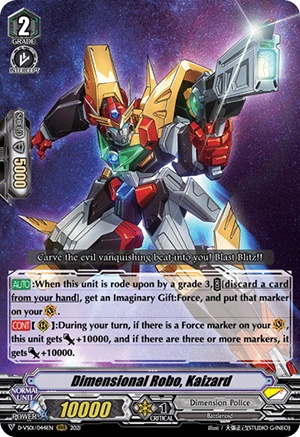 2
GRADE
INTERCEPT
5000
Carve the evil vanquishing beat into you! Blast Blitz!!
AUTO :When this unit is rode upon by a grade 3, [discard a card
from your hand], get an Imaginary Gift:Force, and put that marker
on .
CONT [ ]:During your turn, if there is a Force marker on your
this unit gets +10000, and if there are three or more markers, it
gets +10000.
Dimensional Robo, Kaizard
NORMAL
UNIT
POWER
10000
1
CRITICAL
Dimension Police
Battleroid
D-VS01/044EN RRR 2021